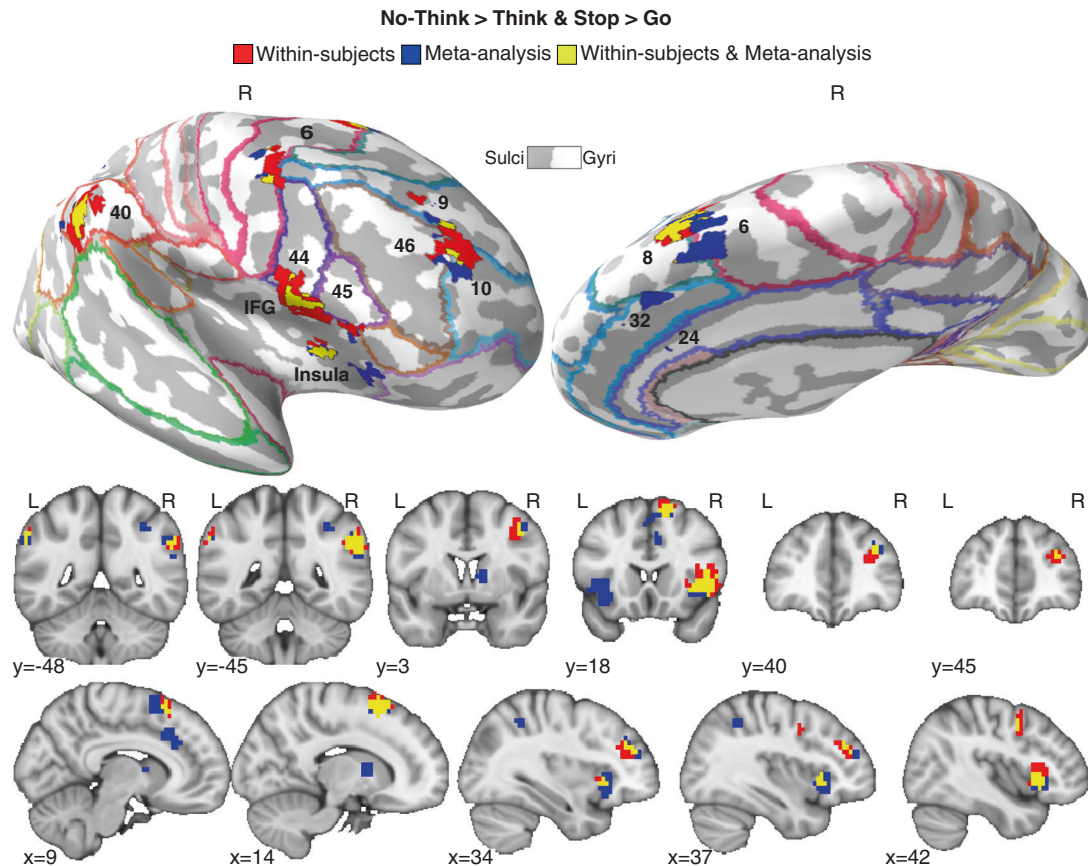 No-Think > Think & Stop > Go
Within-subjects Meta-analysis Within-subjects & Meta-analysis
R R
Sulci Gyri
6
40
9
46
44
45
10
IFG
Insula
6
8
32
24
L R L R L R L R L R L R
y=-48 y=-45 y=3 y=18 y=40 y=45
x=9 x=14 x=34 x=37 x=42